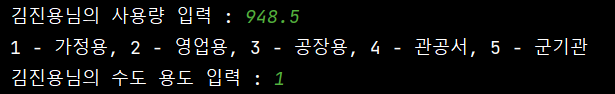 김진용님의 사용량 입력 : 948.5
1 - 가정용, 2 - 영업용, 3 - 공장용, 4 - 관공서, 5 - 군기관
김진용님의 수도 용도 입력 : 1